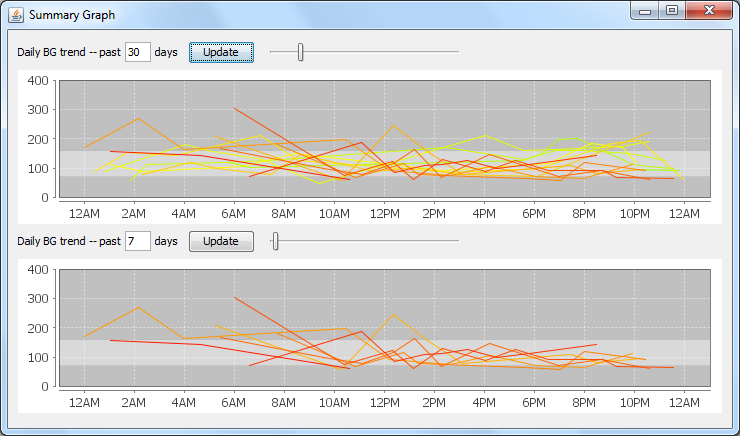 Summary Graph
Daily BG trend -- past 30 days Update
400
300
200
100
0
12AM 2AM 4AM 6AM 8AM 10AM 12PM 2PM 4PM 6PM 8PM 10PM 12AM
Daily BG trend -- past 7 days Update
400
300
200
100
0
12AM 2AM 4AM 6AM 8AM 10AM 12PM 2PM 4PM 6PM 8PM 10PM 12AM